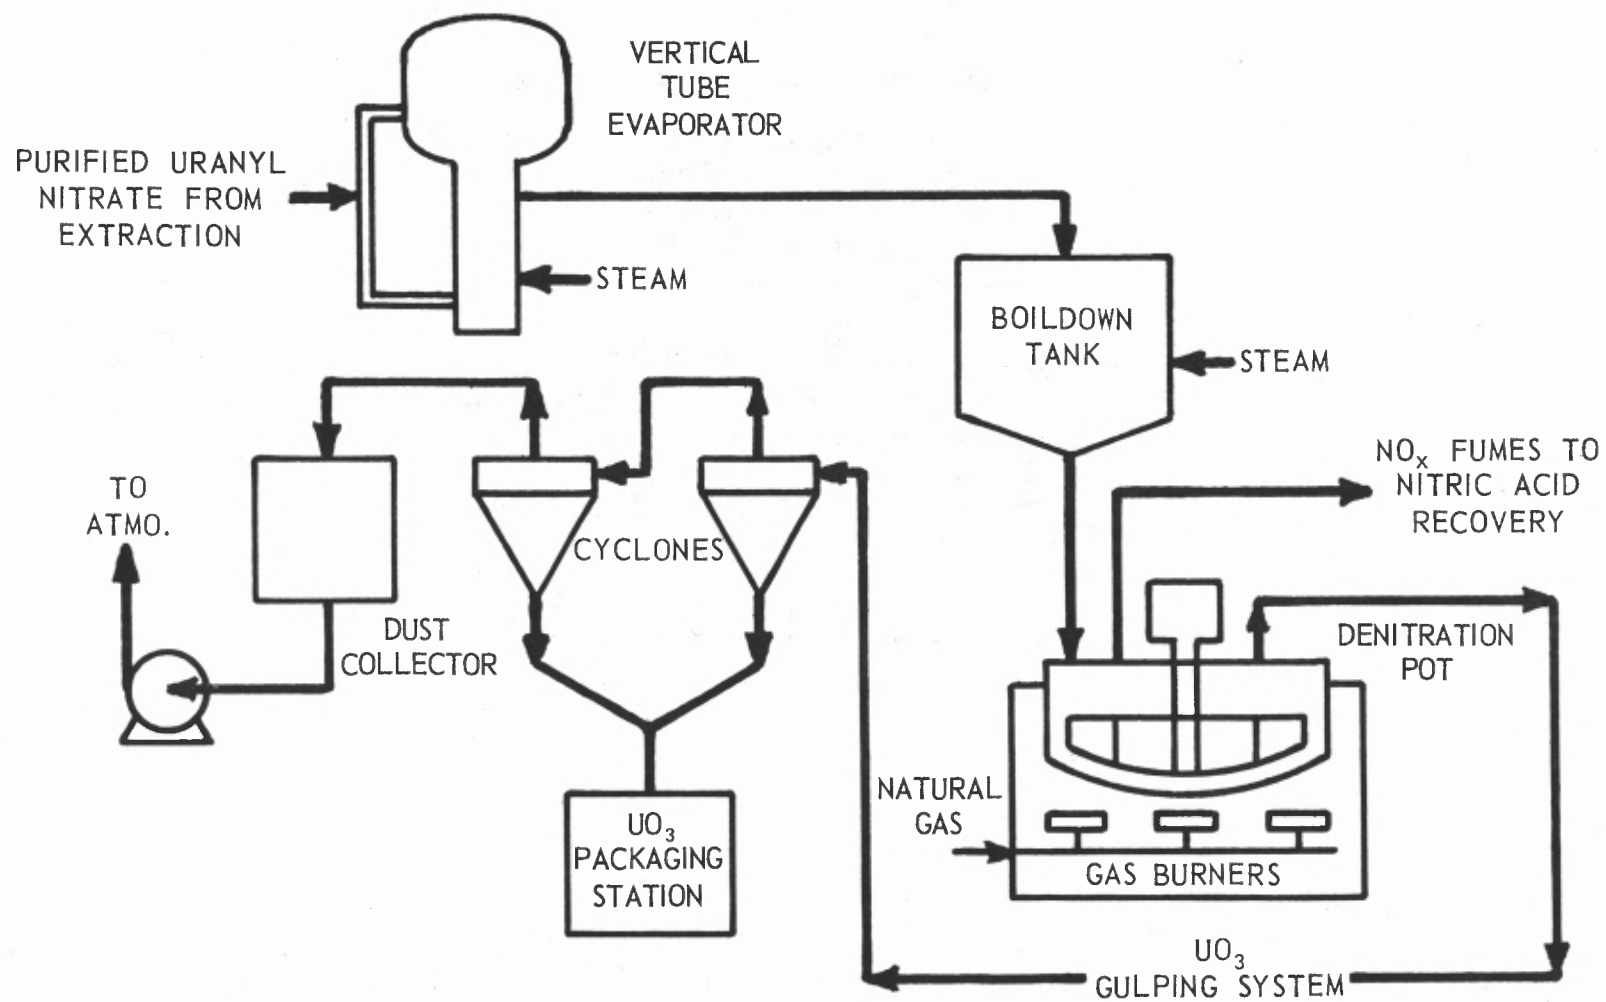 VERTICAL
TUBE
EVAPORATOR
PURIFIED URANYL
NITRATE FROM
EXTRACTION
STEAM
BOILDOWN
TANK
STEAM
NOx FUMES TO
NITRIC ACID
RECOVERY
TO
ATMO.
CYCLONES
DUST
COLLECTOR
DENITRATION
POT
NATURAL
GAS
GAS BURNERS
UO3
PACKAGING
STATION
UO3
GULPING SYSTEM